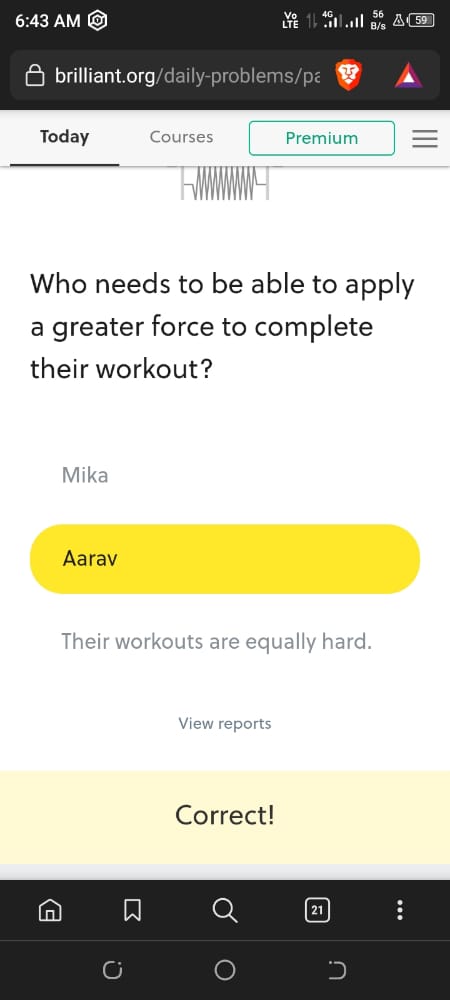 6:43 AM
Vo LTE 4G 56 B/s 59
brilliant.org/daily-problems/pa
Today Courses Premium
Who needs to be able to apply
a greater force to complete
their workout?
Mika
Aarav
Their workouts are equally hard.
View reports
Correct!
21